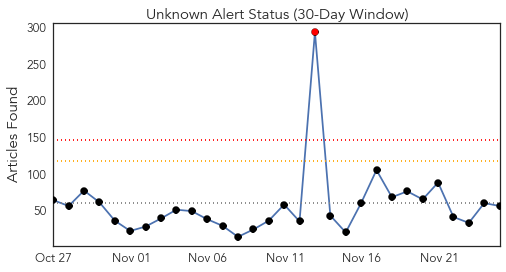 Unknown Alert Status (30-Day Window)
Articles Found
300
250
200
150
100
50
Oct 27 Nov 01 Nov 06 Nov 11 Nov 16 Nov 21